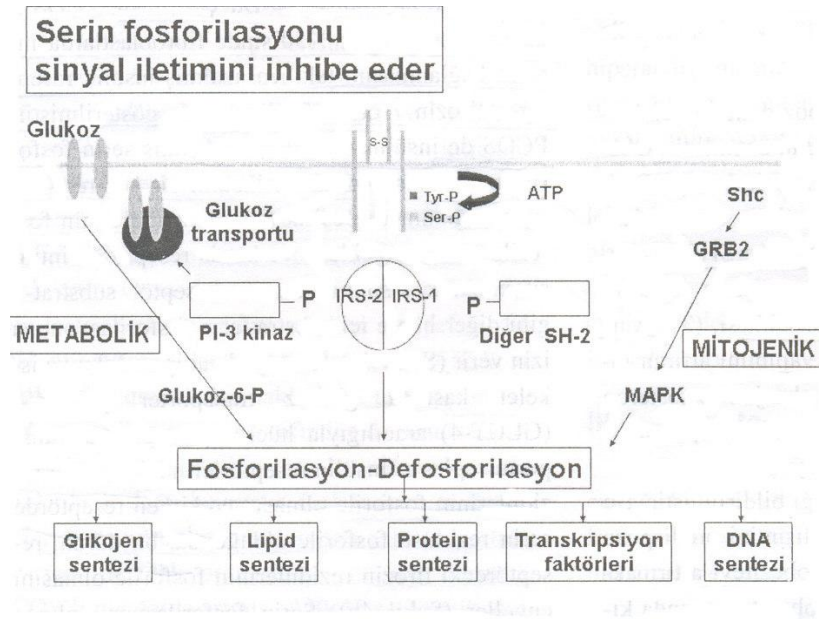 Serin fosforilasyonu
sinyal iletimini inhibe eder
Glukoz
S-S
Tyr-P
Ser-P
ATP
Shc
Glukoz
transportu
GRB2
P
IRS-2
IRS-1
P
METABOLİK
PI-3 kinaz
Diğer SH-2
MİTOJENİK
Glukoz-6-P
MAPK
Fosforilasyon-Defosforilasyon
Glikojen
sentezi
Lipid
sentezi
Protein
sentezi
Transkripsiyon
faktörleri
DNA
sentezi